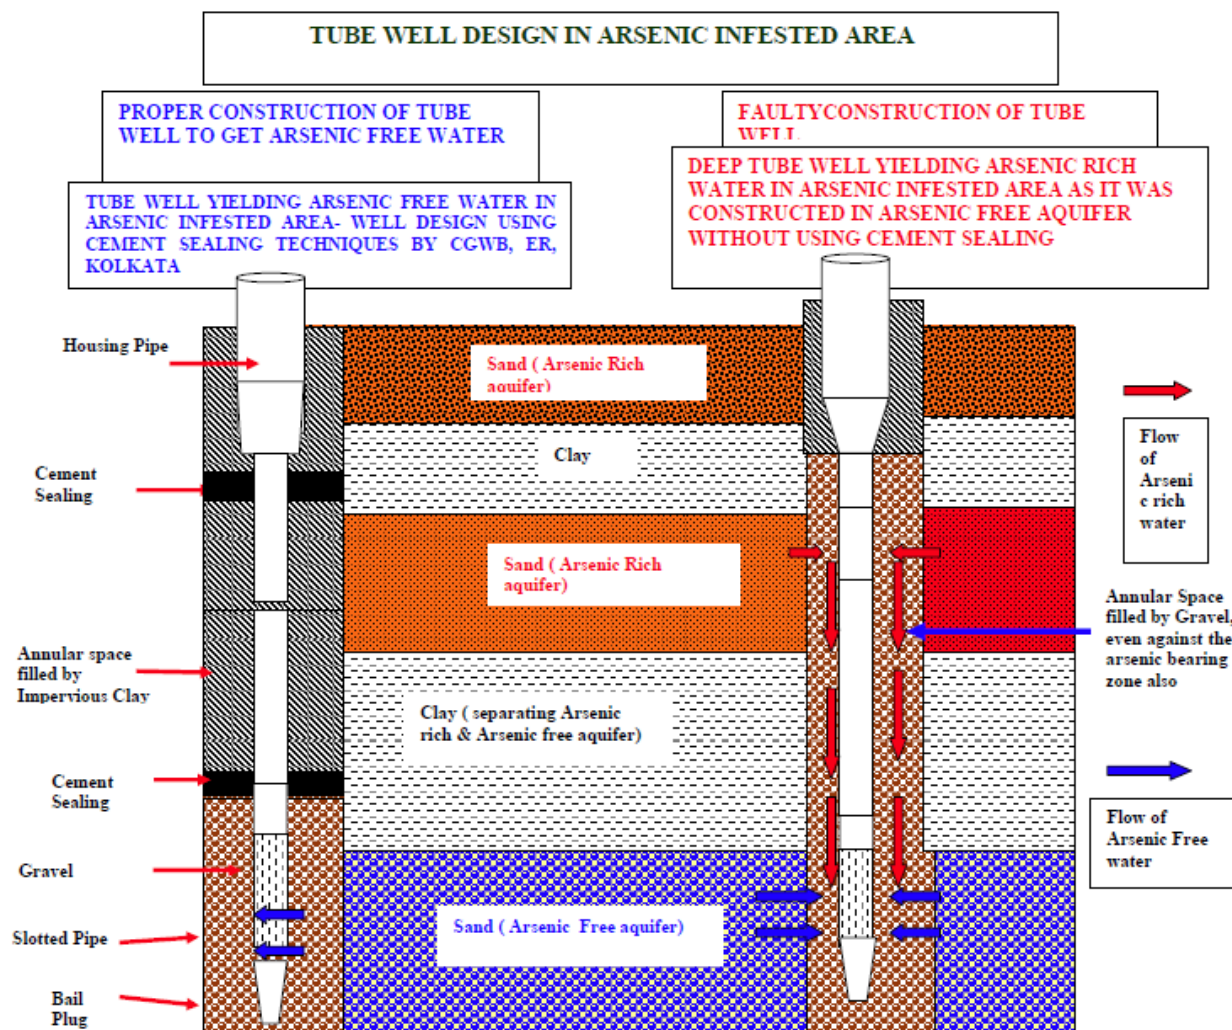 TUBE WELL DESIGN IN ARSENIC INFESTED AREA
PROPER CONSTRUCTION OF TUBE
WELL TO GET ARSENIC FREE WATER
TUBE WELL YIELDING ARSENIC FREE WATER IN
ARSENIC INFESTED AREA- WELL DESIGN USING
CEMENT SEALING TECHNIQUES BY CGWB, ER,
KOLKATA
FAULTYCONSTRUCTION OF TUBE
WELL
DEEP TUBE WELL YIELDING ARSENIC RICH
WATER IN ARSENIC INFESTED AREA AS IT WAS
CONSTRUCTED IN ARSENIC FREE AQUIFER
WITHOUT USING CEMENT SEALING
Housing Pipe
Cement
Sealing
Annular space
filled by
Impervious Clay
Cement
Sealing
Gravel
Slotted Pipe
Bail
Plug
Sand ( Arsenic Rich
aquifer)
Clay
Sand ( Arsenic Rich
aquifer)
Clay ( separating Arsenic
rich & Arsenic free aquifer)
Sand ( Arsenic Free aquifer)
Flow
of
Arseni
c rich
water
Annular Space
filled by Gravel,
even against the
arsenic bearing
zone also
Flow of
Arsenic Free
water